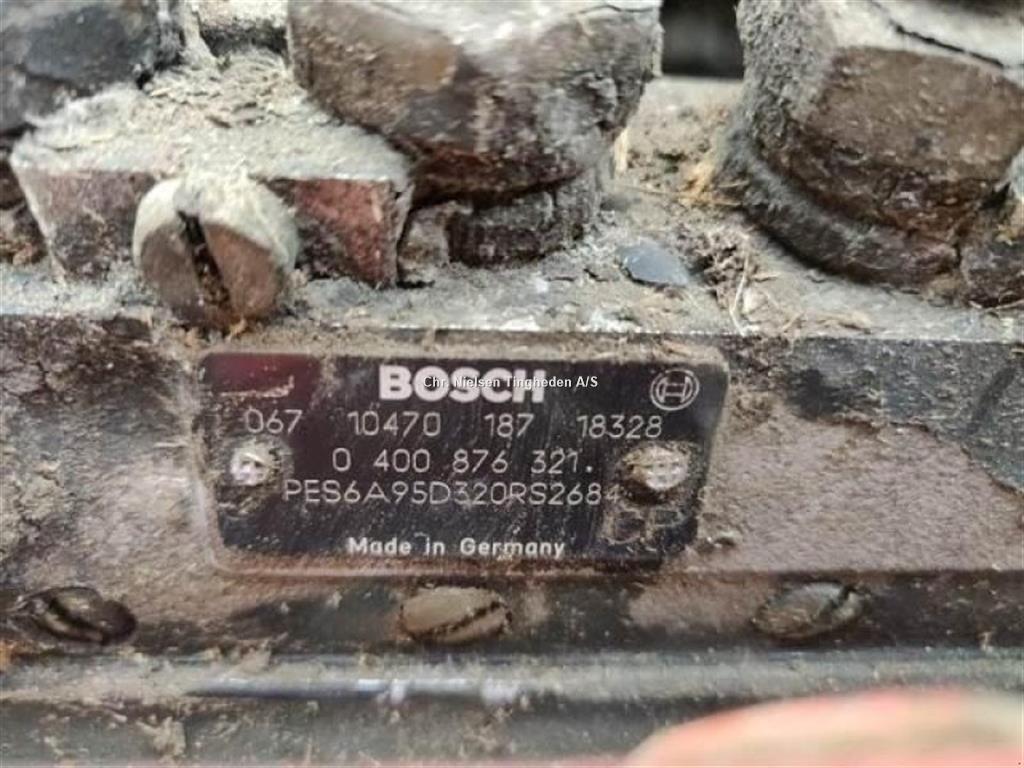 BOSCH
Chr. Nielsen Tingheden A/S
067 10470 187 18328
0 400 876 321.
PES6A95D320RS2684
Made in Germany